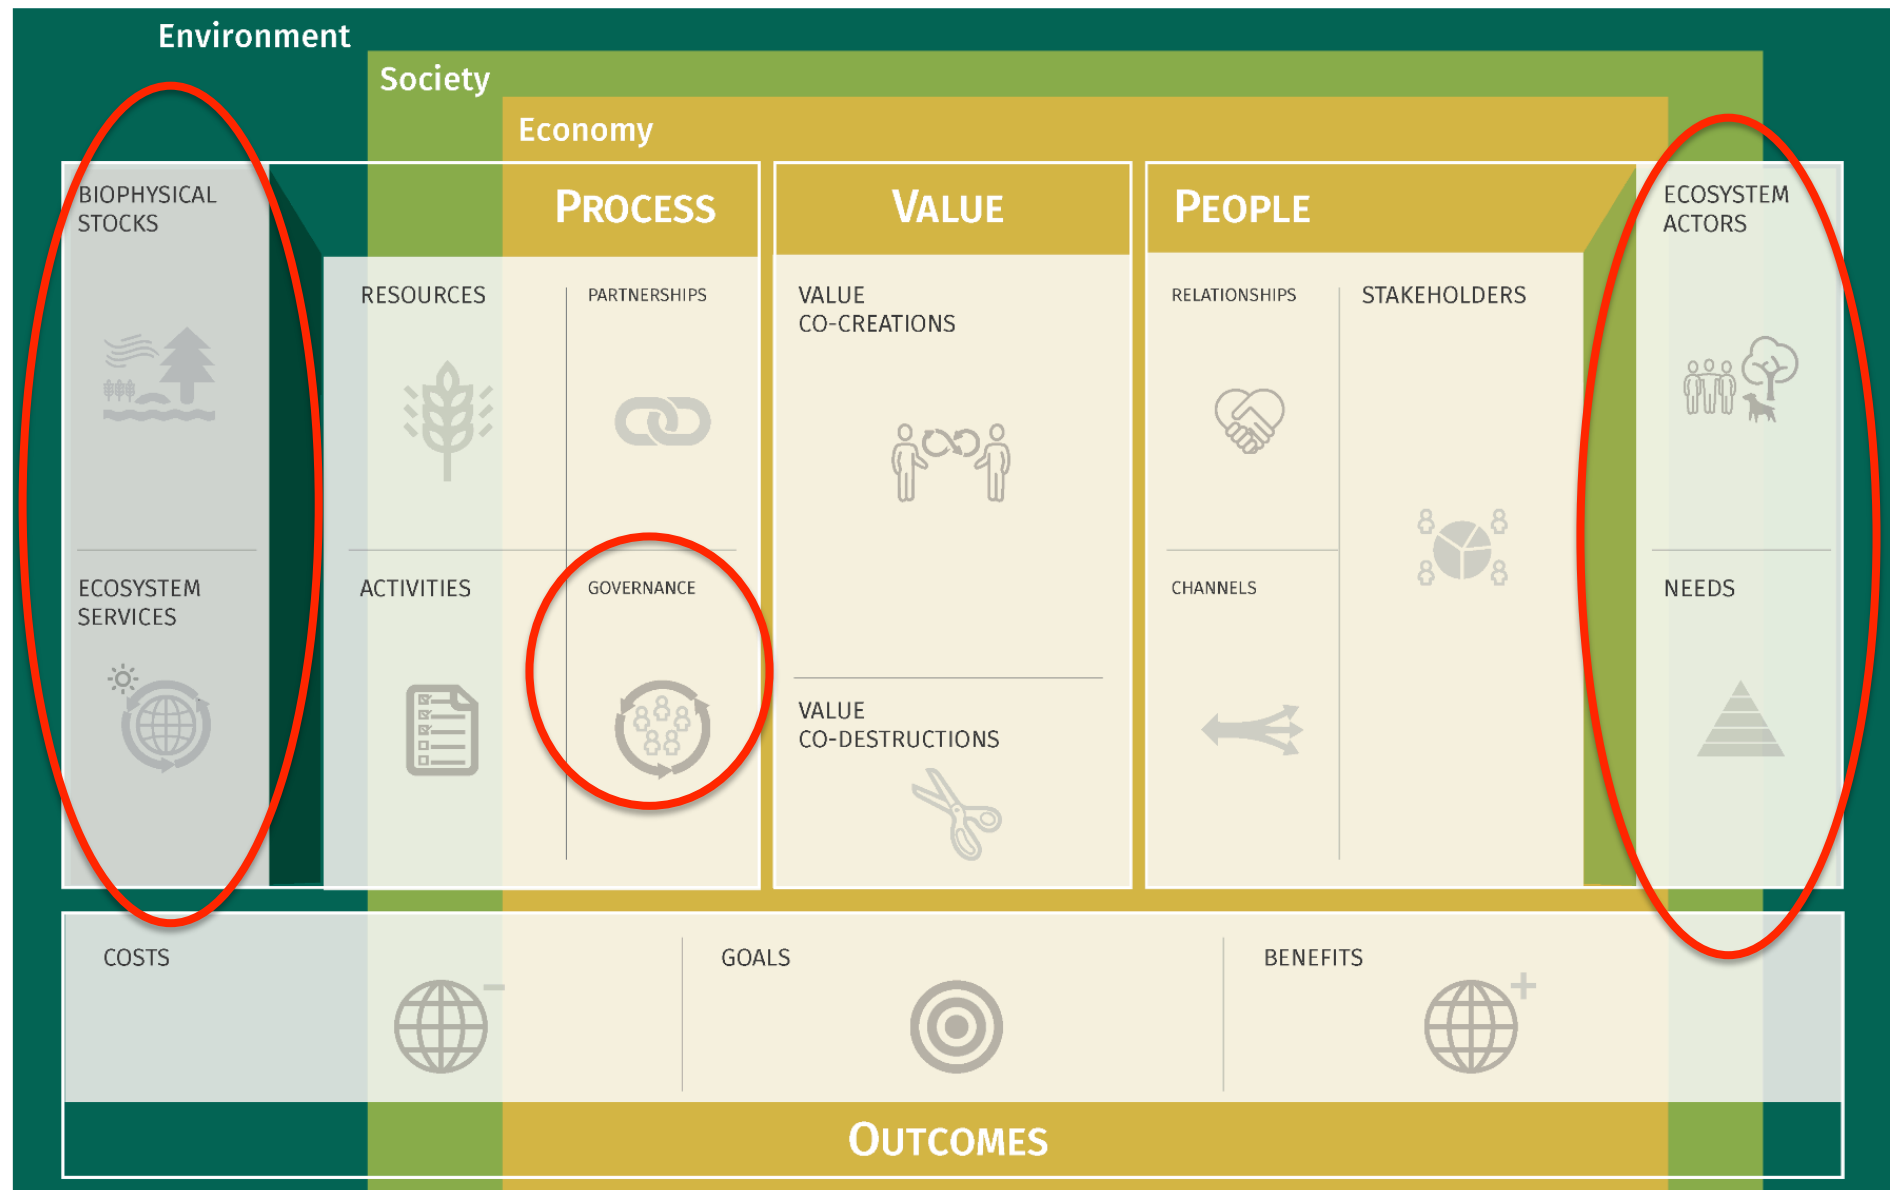 Environment
Society
Economy
PROCESS
VALUE
PEOPLE
BIOPHYSICAL
STOCKS
ECOSYSTEM
SERVICES
RESOURCES
PARTNERSHIPS
ACTIVITIES
GOVERNANCE
VALUE
CO-CREATIONS
VALUE
CO-DESTRUCTIONS
RELATIONSHIPS
STAKEHOLDERS
CHANNELS
ECOSYSTEM
ACTORS
NEEDS
COSTS
GOALS
BENEFITS
OUTCOMES